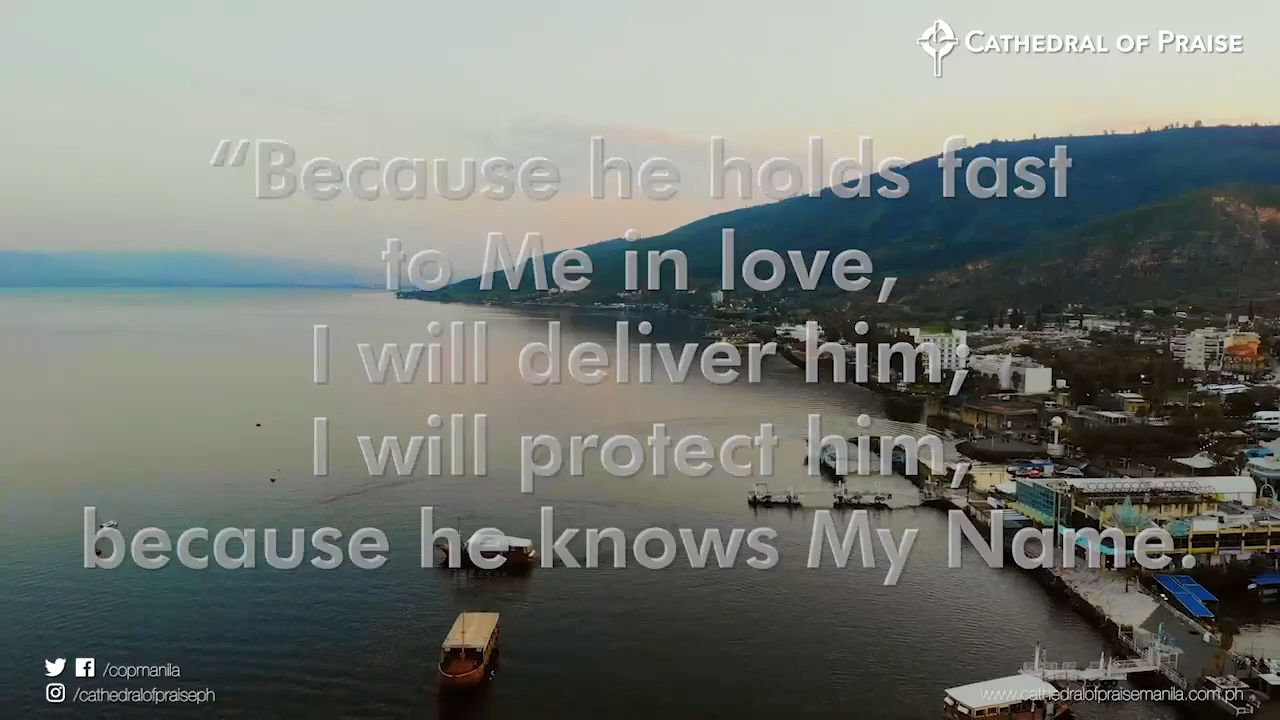 CATHEDRAL OF PRAISE
“Because he holds fast
to Me in love,
I will deliver him;
I will protect him,
because he knows My Name.
/copmanila
/cathedralofpraiseph
www.cathedralofpraisemanila.com.ph